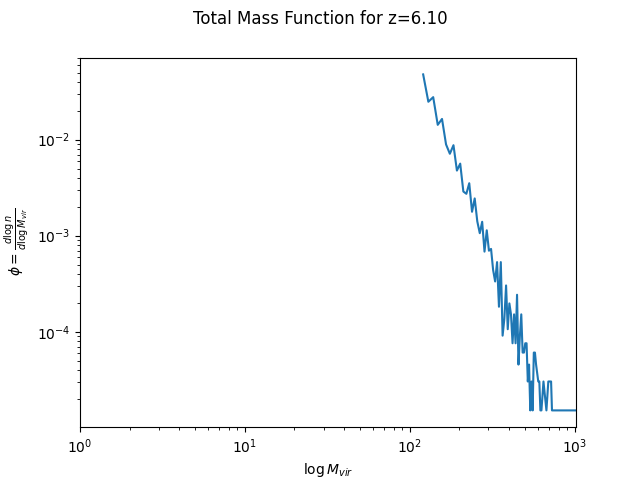 Total Mass Function for z=6.10
10⁻²
10⁻³
10⁻⁴
ϕ = d log n / d log M_vir
10⁰ 10¹ 10² 10³
log M_vir